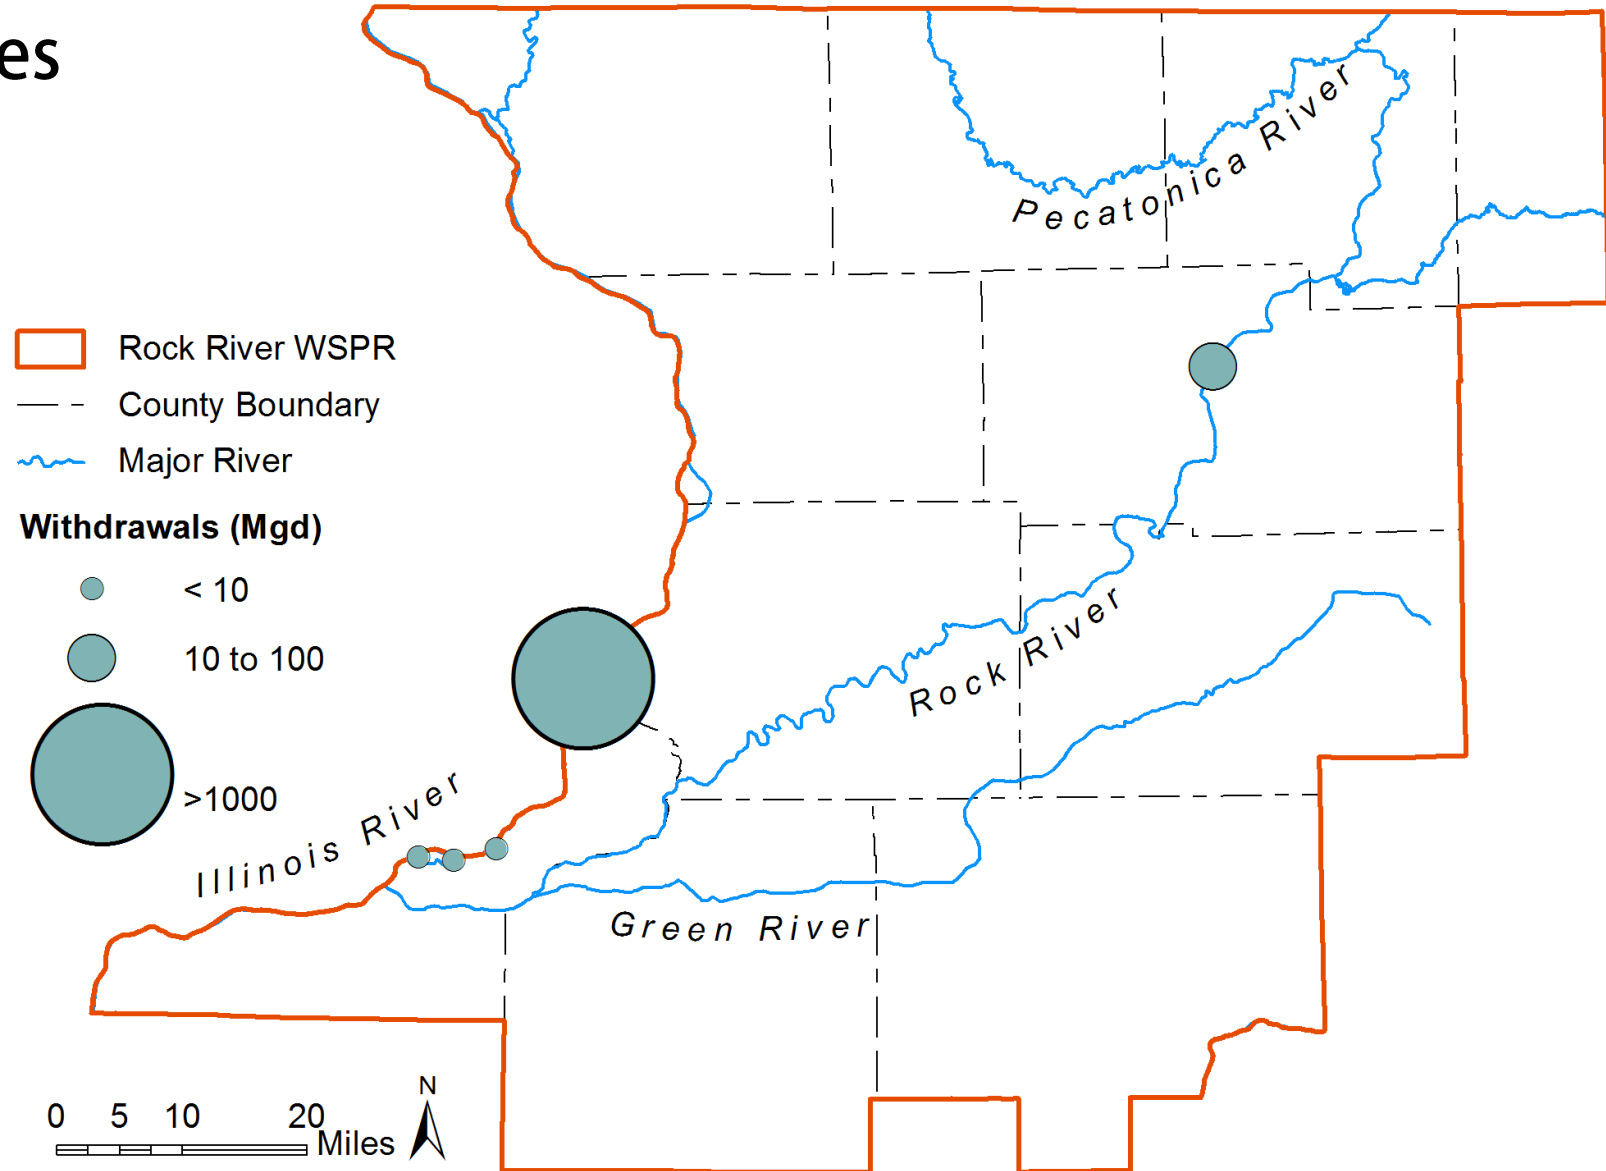 es
Pecatonica River
Rock River WSPR
County Boundary
Major River
Withdrawals (Mgd)
< 10
10 to 100
>1000
Rock River
Illinois River
Green River
N
0 5 10 20
Miles